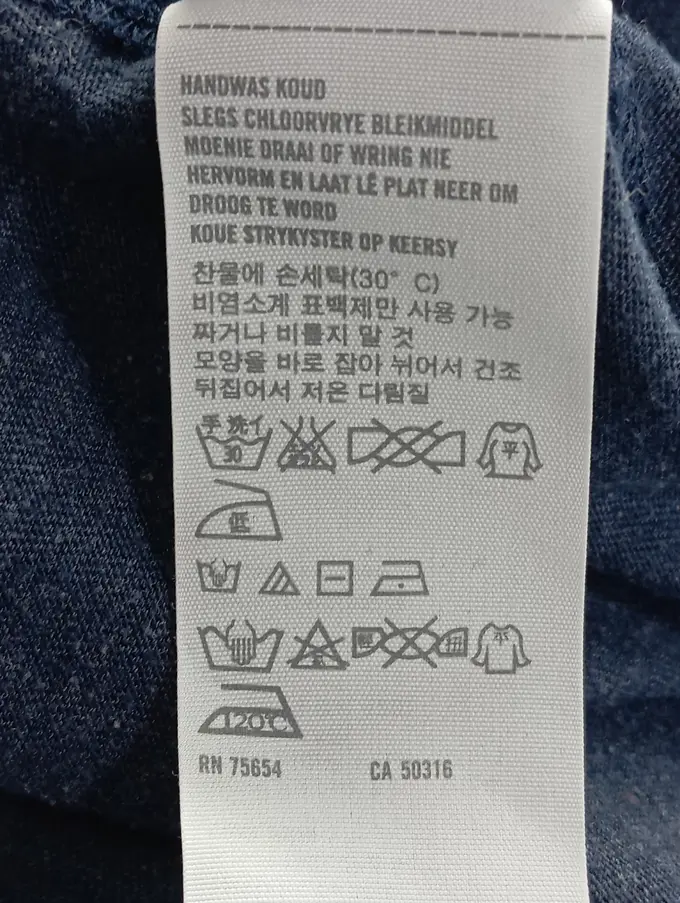 HANDWAS KOUD
SLEGS CHLOORVRYE BLEIKMIDDEL
MOENIE DRAAI OF WRING NIE
HERVORM EN LAAT LÊ PLAT NEER OM
DROOG TE WORD
KOUE STRYKYSTER OP KEERSY
찬물에 손세탁(30° C)
비염소계 표백제만 사용 가능
짜거나 비틀지 말 것
모양을 바로 잡아 뉘어서 건조
뒤집어서 저온 다림질
手洗イ
30 平
低
平
120°C
RN 75654 CA 50316